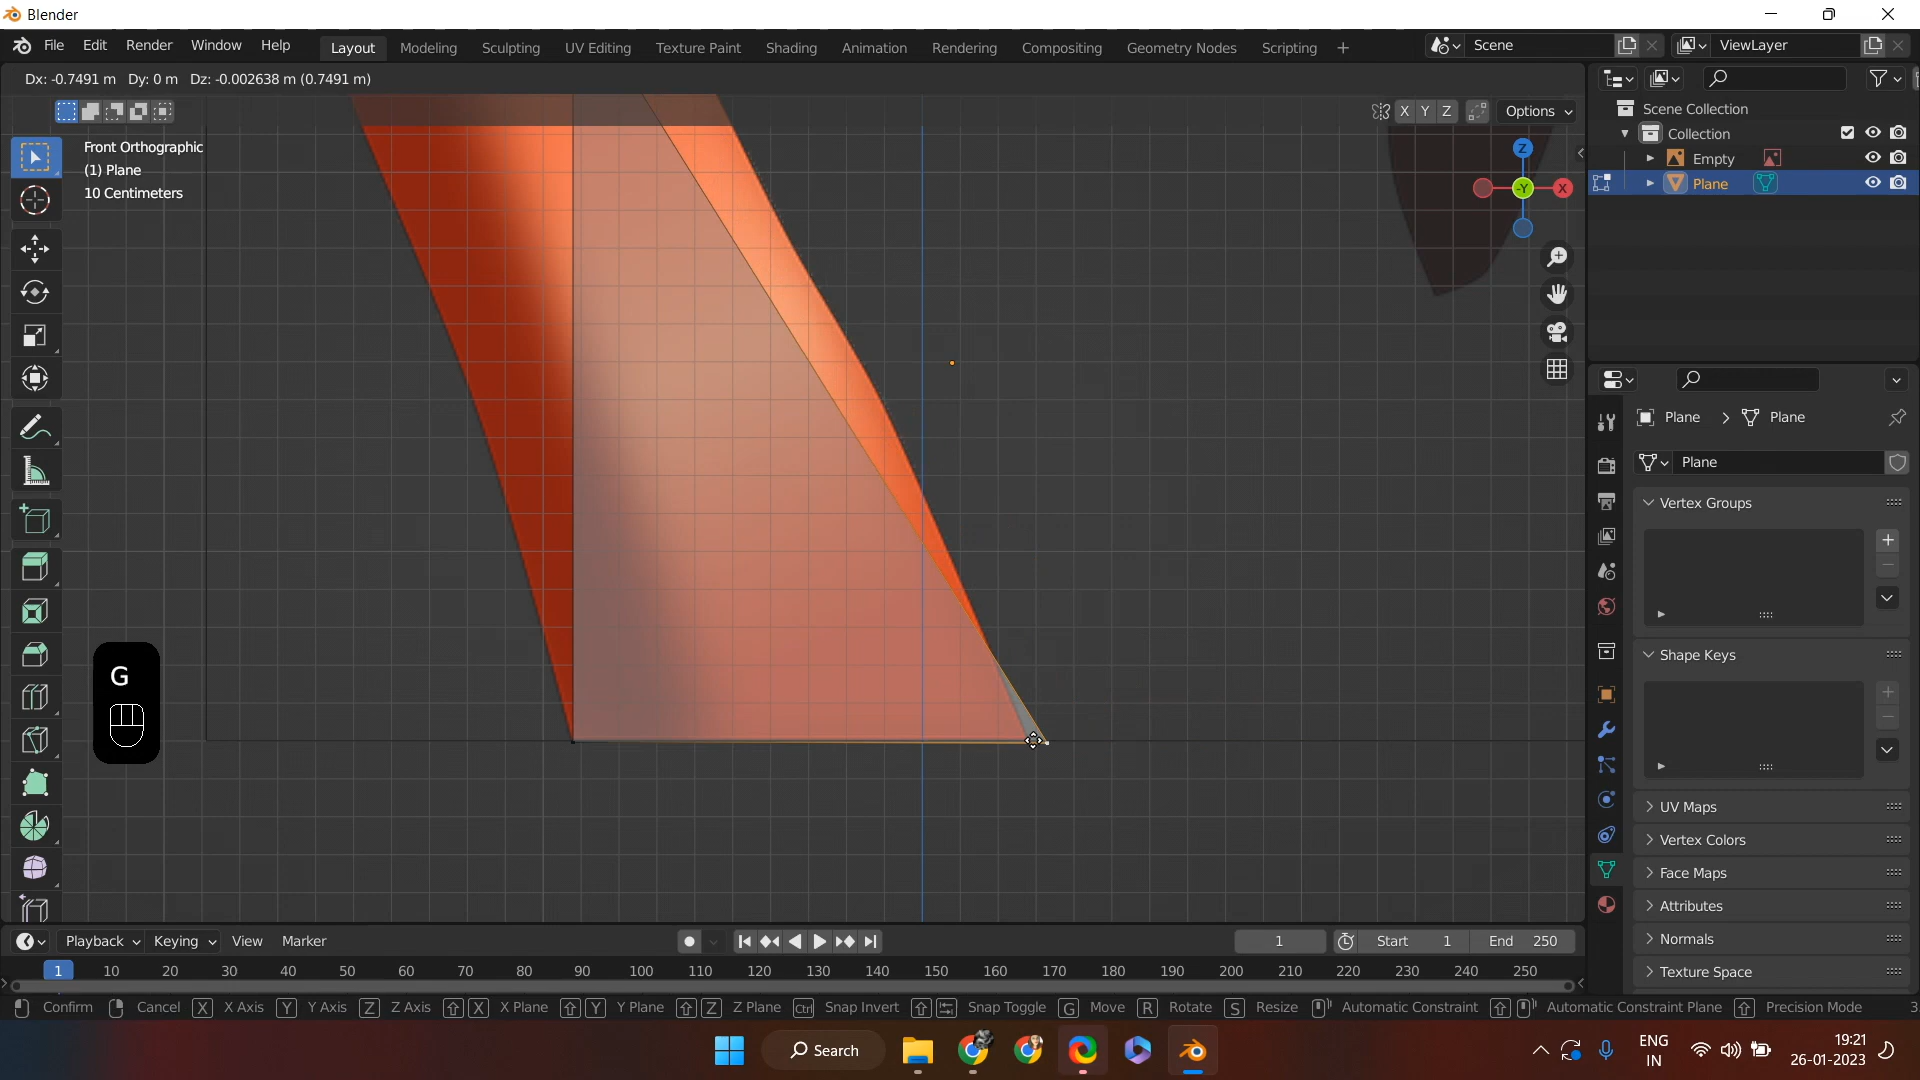 Blender
File Edit Render Window Help Layout Modeling Sculpting UV Editing Texture Paint Shading Animation Rendering Compositing Geometry Nodes Scripting + Scene ViewLayer
Dx: -0.7491 m Dy: 0 m Dz: -0.002638 m (0.7491 m)
X Y Z Options
Front Orthographic
(1) Plane
10 Centimeters
Z
-Y X
Scene Collection
Collection
Empty
Plane
Plane > Plane
Plane
Vertex Groups
Shape Keys
UV Maps
Vertex Colors
Face Maps
Attributes
Normals
Texture Space
G
Playback Keying View Marker 1 Start 1 End 250
1 10 20 30 40 50 60 70 80 90 100 110 120 130 140 150 160 170 180 190 200 210 220 230 240 250
Confirm Cancel X X Axis Y Y Axis Z Z Axis X X Plane Y Y Plane Z Z Plane Ctrl Snap Invert Snap Toggle G Move R Rotate S Resize Automatic Constraint Automatic Constraint Plane Precision Mode 3
Search
ENG
IN
19:21
26-01-2023